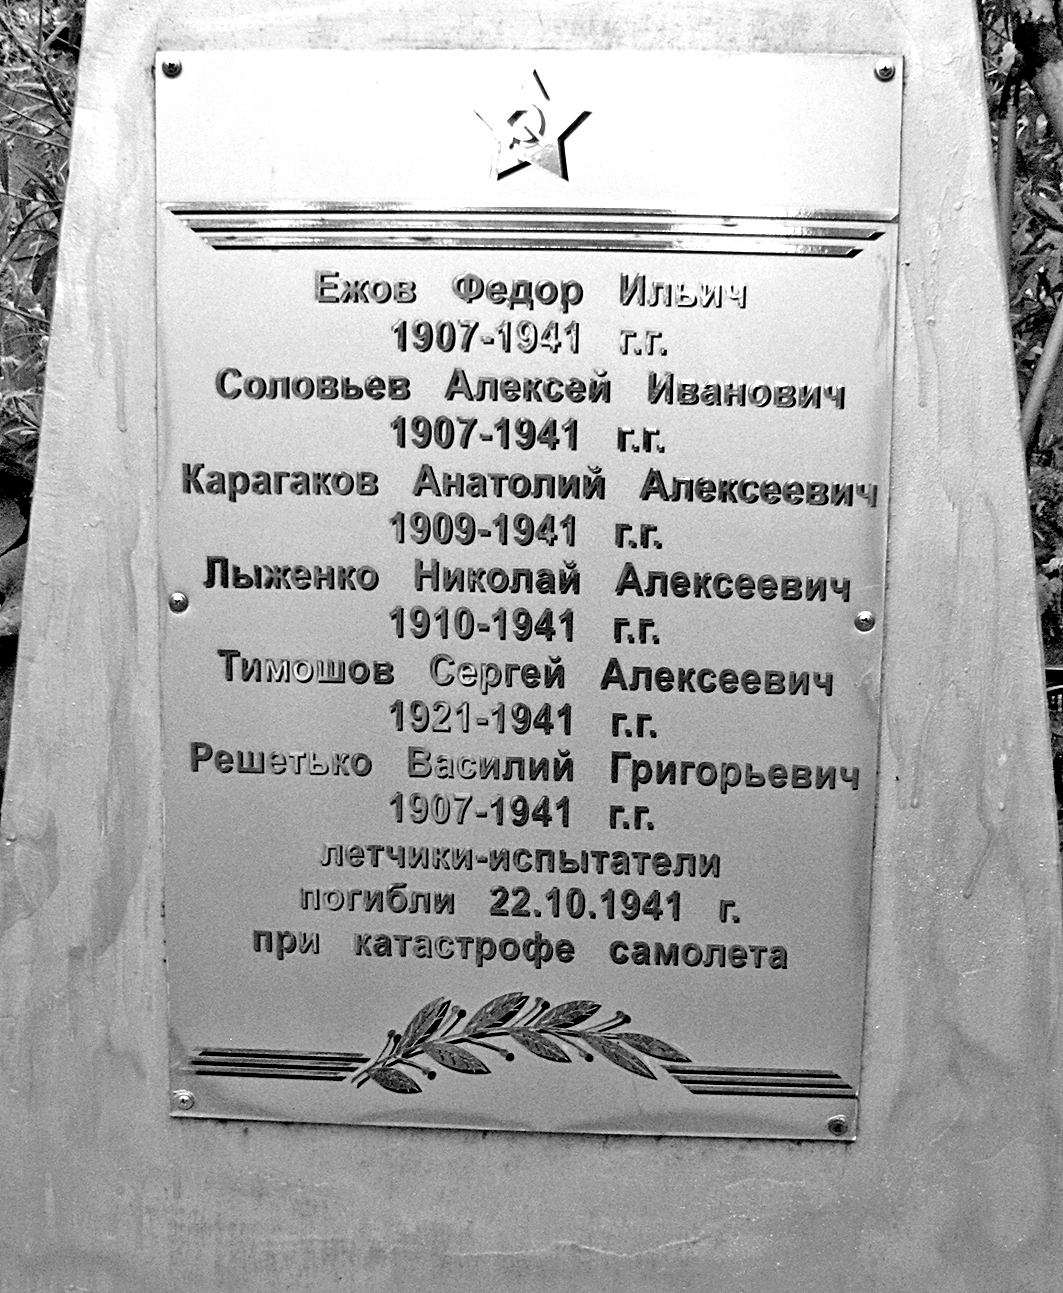 Ежов Федор Ильич
1907-1941 г.г.
Соловьев Алексей Иванович
1907-1941 г.г.
Карагаков Анатолий Алексеевич
1909-1941 г.г.
Лыженко Николай Алексеевич
1910-1941 г.г.
Тимошов Сергей Алексеевич
1921-1941 г.г.
Решетько Василий Григорьевич
1907-1941 г.г.
летчики-испытатели
погибли 22.10.1941 г.
при катастрофе самолета